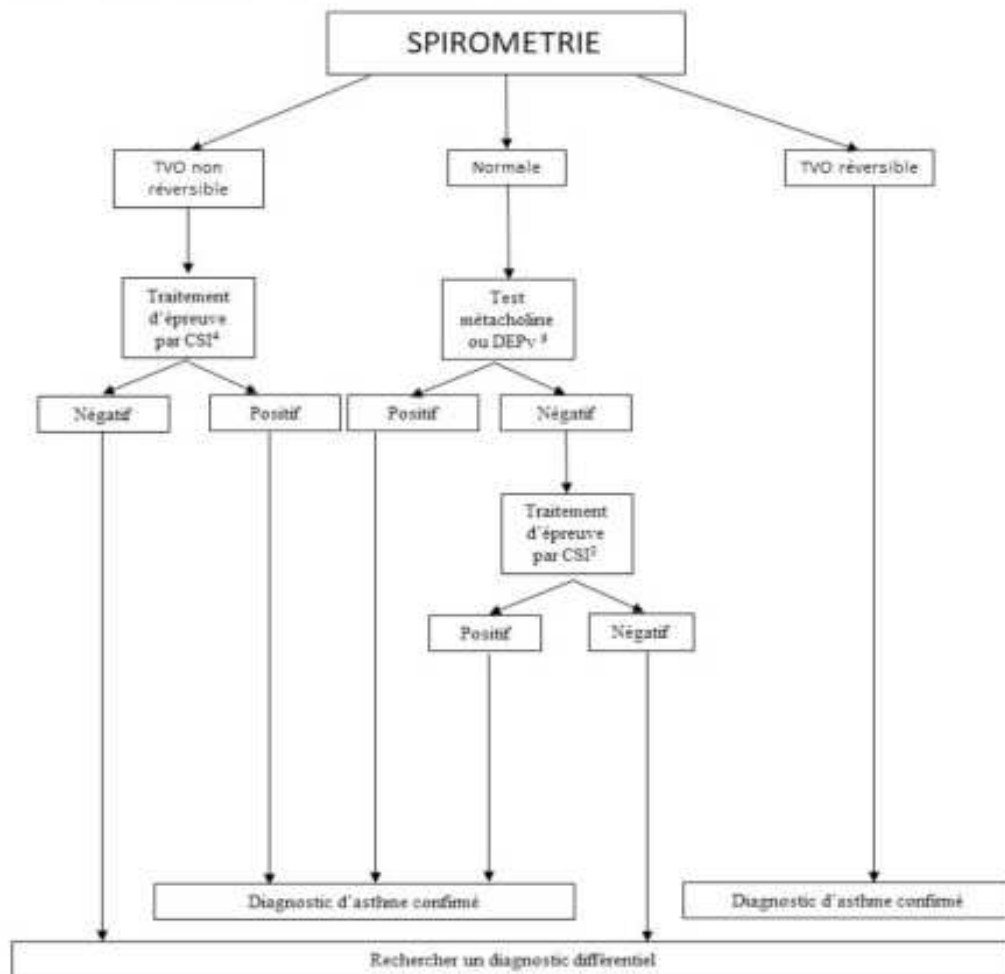 SPIROMETRIE
TVO non
réversible
Normale
TVO réversible
Traitement
d'épreuve
par CSI⁴
Test
métacholine
ou DEPv
Négatif
Positif
Positif
Négatif
Traitement
d'épreuve
par CSI
Positif
Négatif
Diagnostic d'asthme confirmé
Diagnostic d'asthme confirmé
Rechercher un diagnostic différentiel